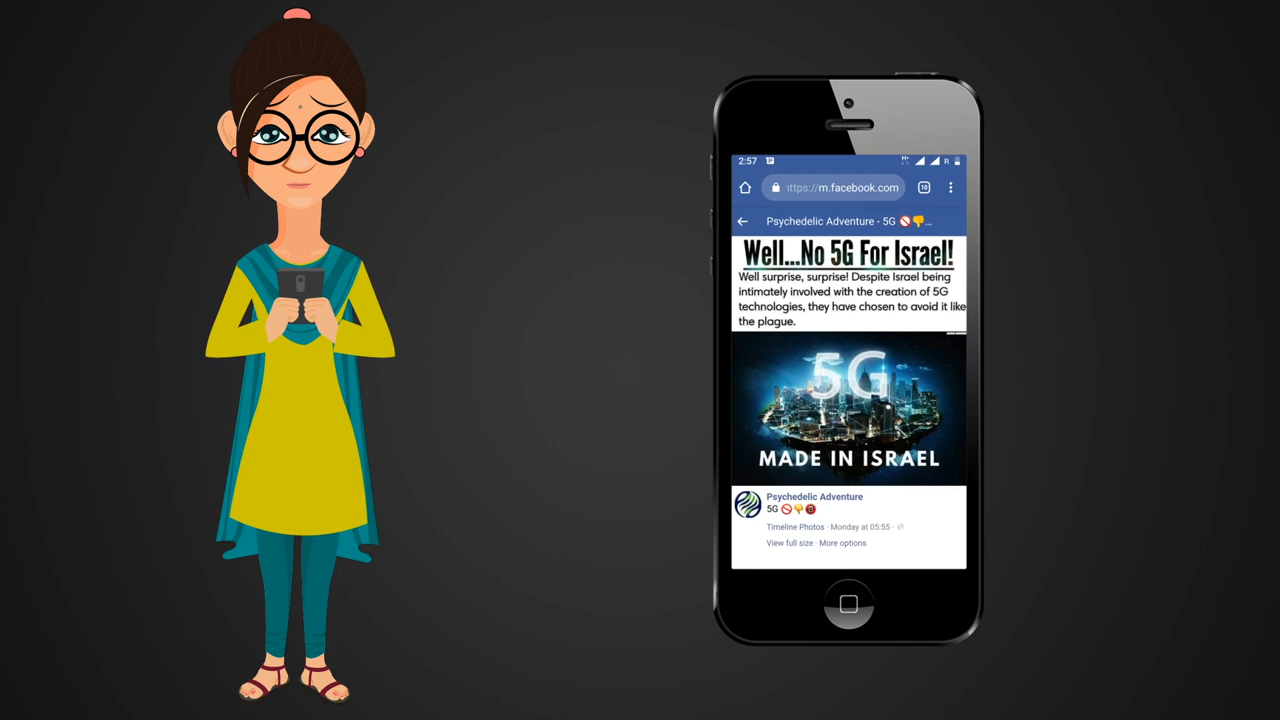 2:57 H+ R
ttps://m.facebook.com 19
Psychedelic Adventure - 5G 🚫👎...
Well...No 5G For Israel!
Well surprise, surprise! Despite Israel being
intimately involved with the creation of 5G
technologies, they have chosen to avoid it like
the plague.
5G
MADE IN ISRAEL
Psychedelic Adventure
5G 🚫👎📵
Timeline Photos · Monday at 05:55 ·
View full size · More options